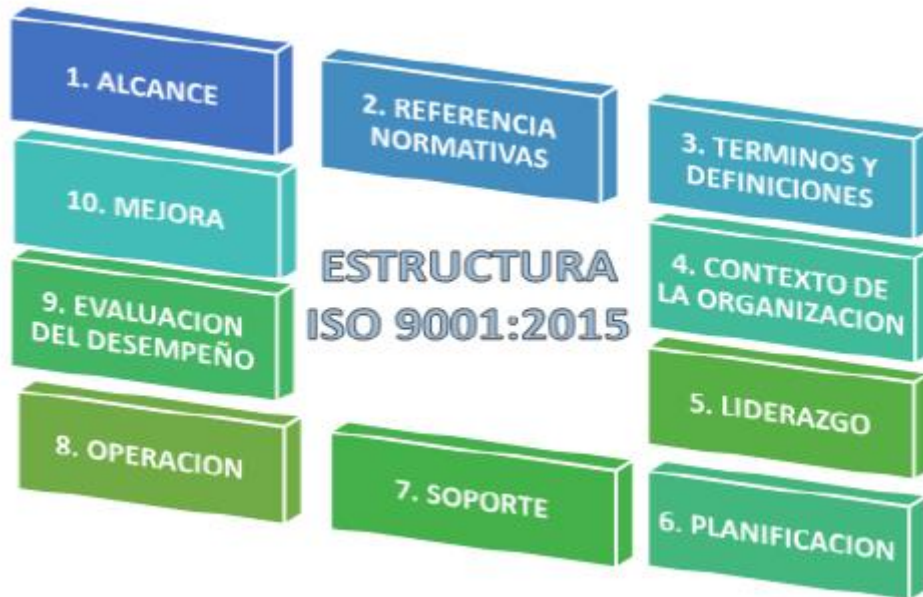 1. ALCANCE
2. REFERENCIA
NORMATIVAS
3. TERMINOS Y
DEFINICIONES
10. MEJORA
ESTRUCTURA
ISO 9001:2015
4. CONTEXTO DE
LA ORGANIZACION
9. EVALUACION
DEL DESEMPEÑO
5. LIDERAZGO
8. OPERACION
7. SOPORTE
6. PLANIFICACION